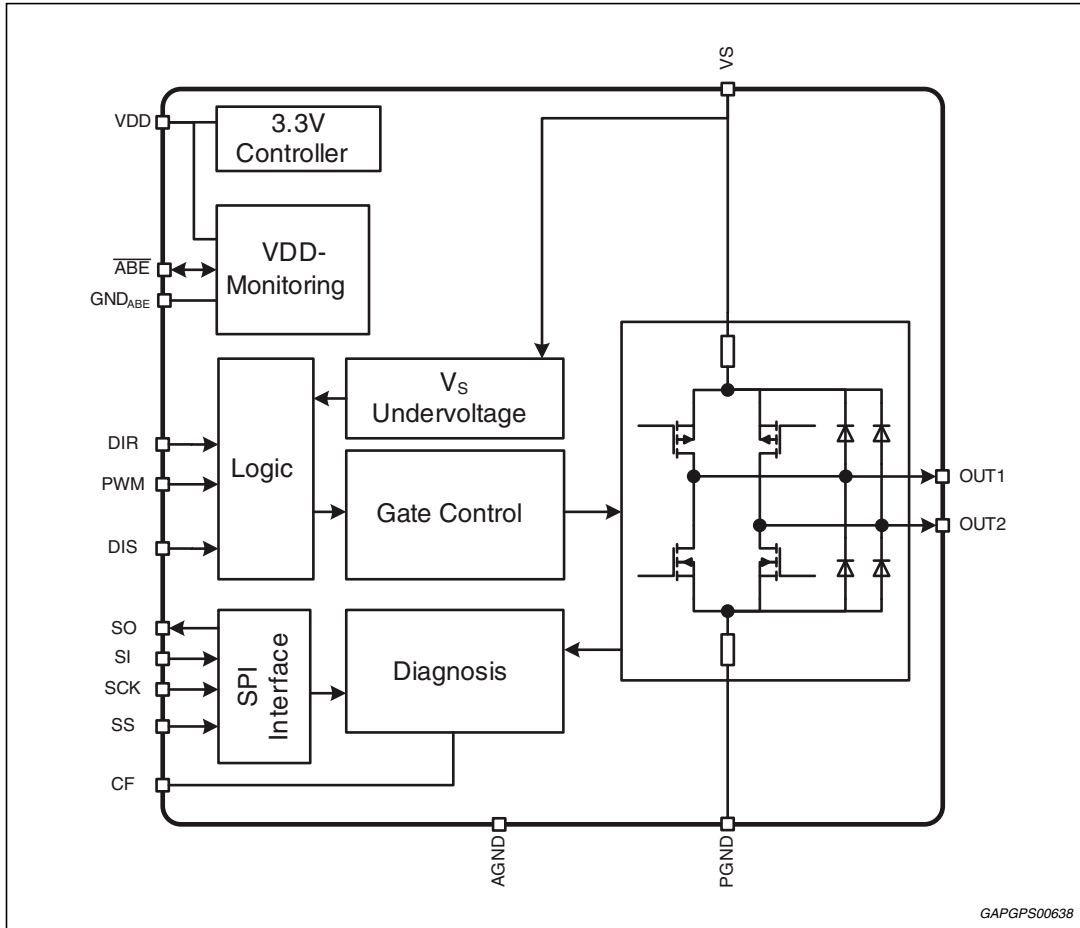 VS
VDD
3.3V
Controller
VDD-
Monitoring
ABE
GNDABE
VS
Undervoltage
DIR
PWM
DIS
Logic
Gate Control
OUT1
OUT2
SO
SI
SCK
SS
SPI
Interface
Diagnosis
CF
AGND
PGND
GAPGPS00638